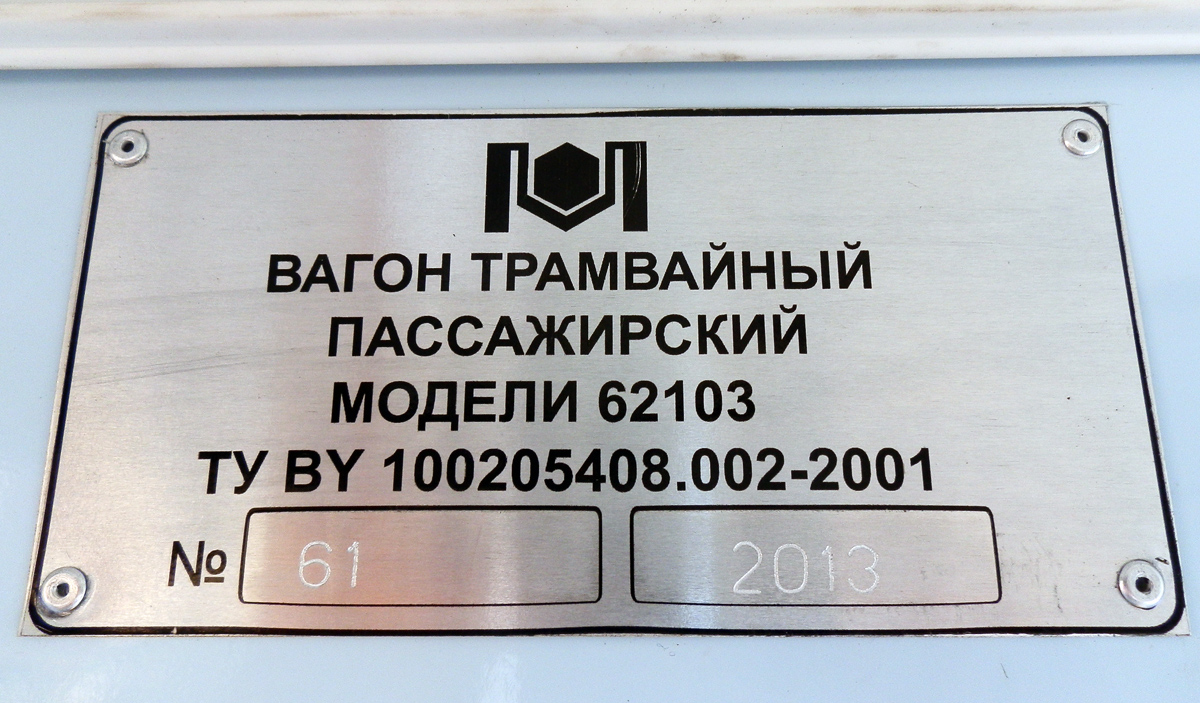 ВАГОН ТРАМВАЙНЫЙ
ПАССАЖИРСКИЙ
МОДЕЛИ 62103
ТУ BY 100205408.002-2001
№ 61 2013